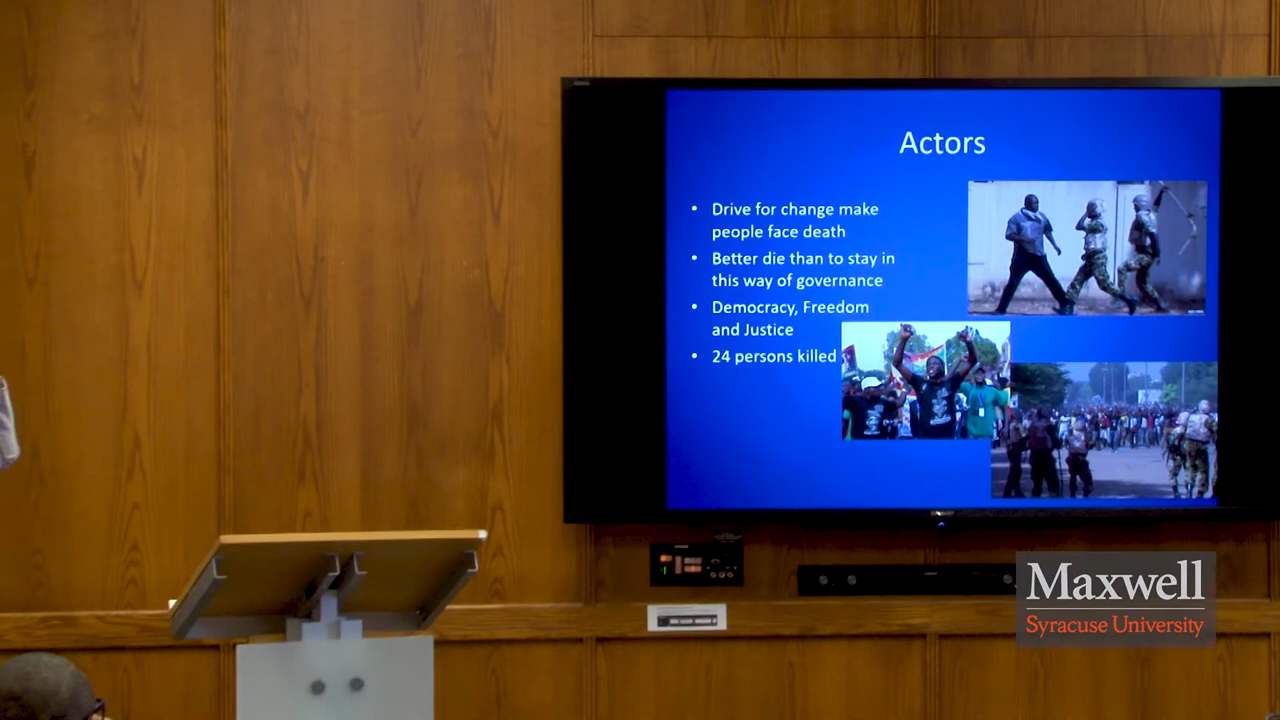 Actors
• Drive for change make
people face death
• Better die than to stay in
this way of governance
• Democracy, Freedom
and Justice
• 24 persons killed
Maxwell
Syracuse University